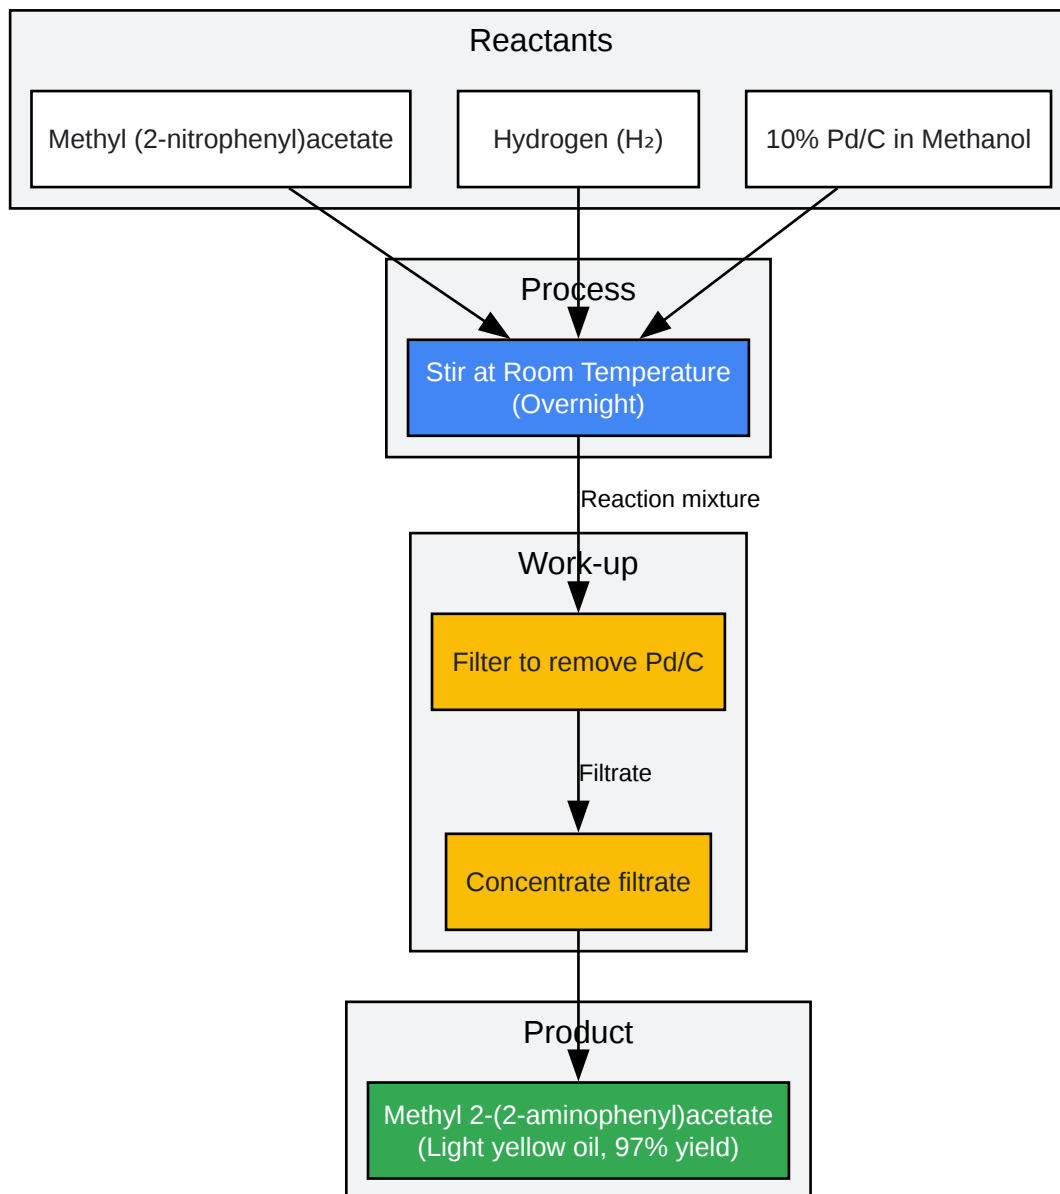 Reactants
Methyl (2-nitrophenyl)acetate
Hydrogen (H₂)
10% Pd/C in Methanol
Process
Stir at Room Temperature
(Overnight)
Reaction mixture
Work-up
Filter to remove Pd/C
Filtrate
Concentrate filtrate
Product
Methyl 2-(2-aminophenyl)acetate
(Light yellow oil, 97% yield)